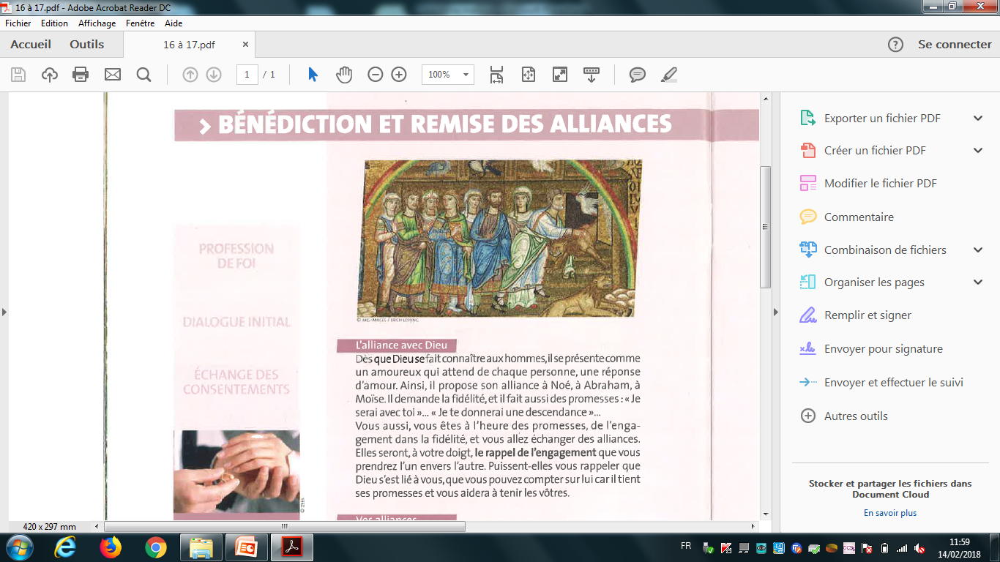 16 à 17.pdf - Adobe Acrobat Reader DC
Fichier Edition Affichage Fenêtre Aide
Accueil Outils 16 à 17.pdf × ? Se connecter
1 / 1 100%
> BÉNÉDICTION ET REMISE DES ALLIANCES
PROFESSION
DE FOI
DIALOGUE INITIAL
ÉCHANGE DES
CONSENTEMENTS
© AKG-IMAGES / ERICH LESSING
L'alliance avec Dieu
Dès que Dieu se fait connaître aux hommes, il se présente comme
un amoureux qui attend de chaque personne, une réponse
d'amour. Ainsi, il propose son alliance à Noé, à Abraham, à
Moïse. Il demande la fidélité, et il fait aussi des promesses : « Je
serai avec toi »... « Je te donnerai une descendance »...
Vous aussi, vous êtes à l'heure des promesses, de l'enga-
gement dans la fidélité, et vous allez échanger des alliances.
Elles seront, à votre doigt, le rappel de l'engagement que vous
prendrez l'un envers l'autre. Puissent-elles vous rappeler que
Dieu s'est lié à vous, que vous pouvez compter sur lui car il tient
ses promesses et vous aidera à tenir les vôtres.
Vos alliances
Exporter un fichier PDF
Créer un fichier PDF
Modifier le fichier PDF
Commentaire
Combinaison de fichiers
Organiser les pages
Remplir et signer
Envoyer pour signature
Envoyer et effectuer le suivi
Autres outils
Stocker et partager les fichiers dans
Document Cloud
En savoir plus
420 x 297 mm
FR
11:59
14/02/2018